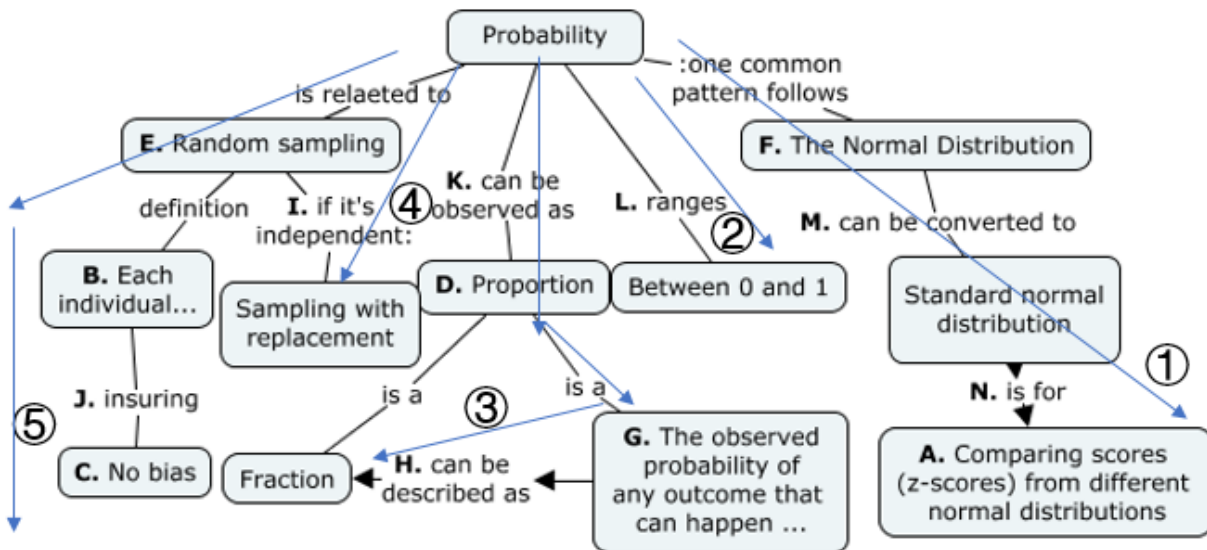 Probability
:one common
pattern follows
is relaeted to
E. Random sampling
F. The Normal Distribution
definition
I. if it's
independent:
④
K. can be
observed as
L. ranges
②
M. can be converted to
B. Each
individual...
Sampling with
replacement
D. Proportion
Between 0 and 1
Standard normal
distribution
①
J. insuring
is a
is a
N. is for
⑤
③
C. No bias
Fraction
H. can be
described as
G. The observed
probability of
any outcome that
can happen ...
A. Comparing scores
(z-scores) from different
normal distributions